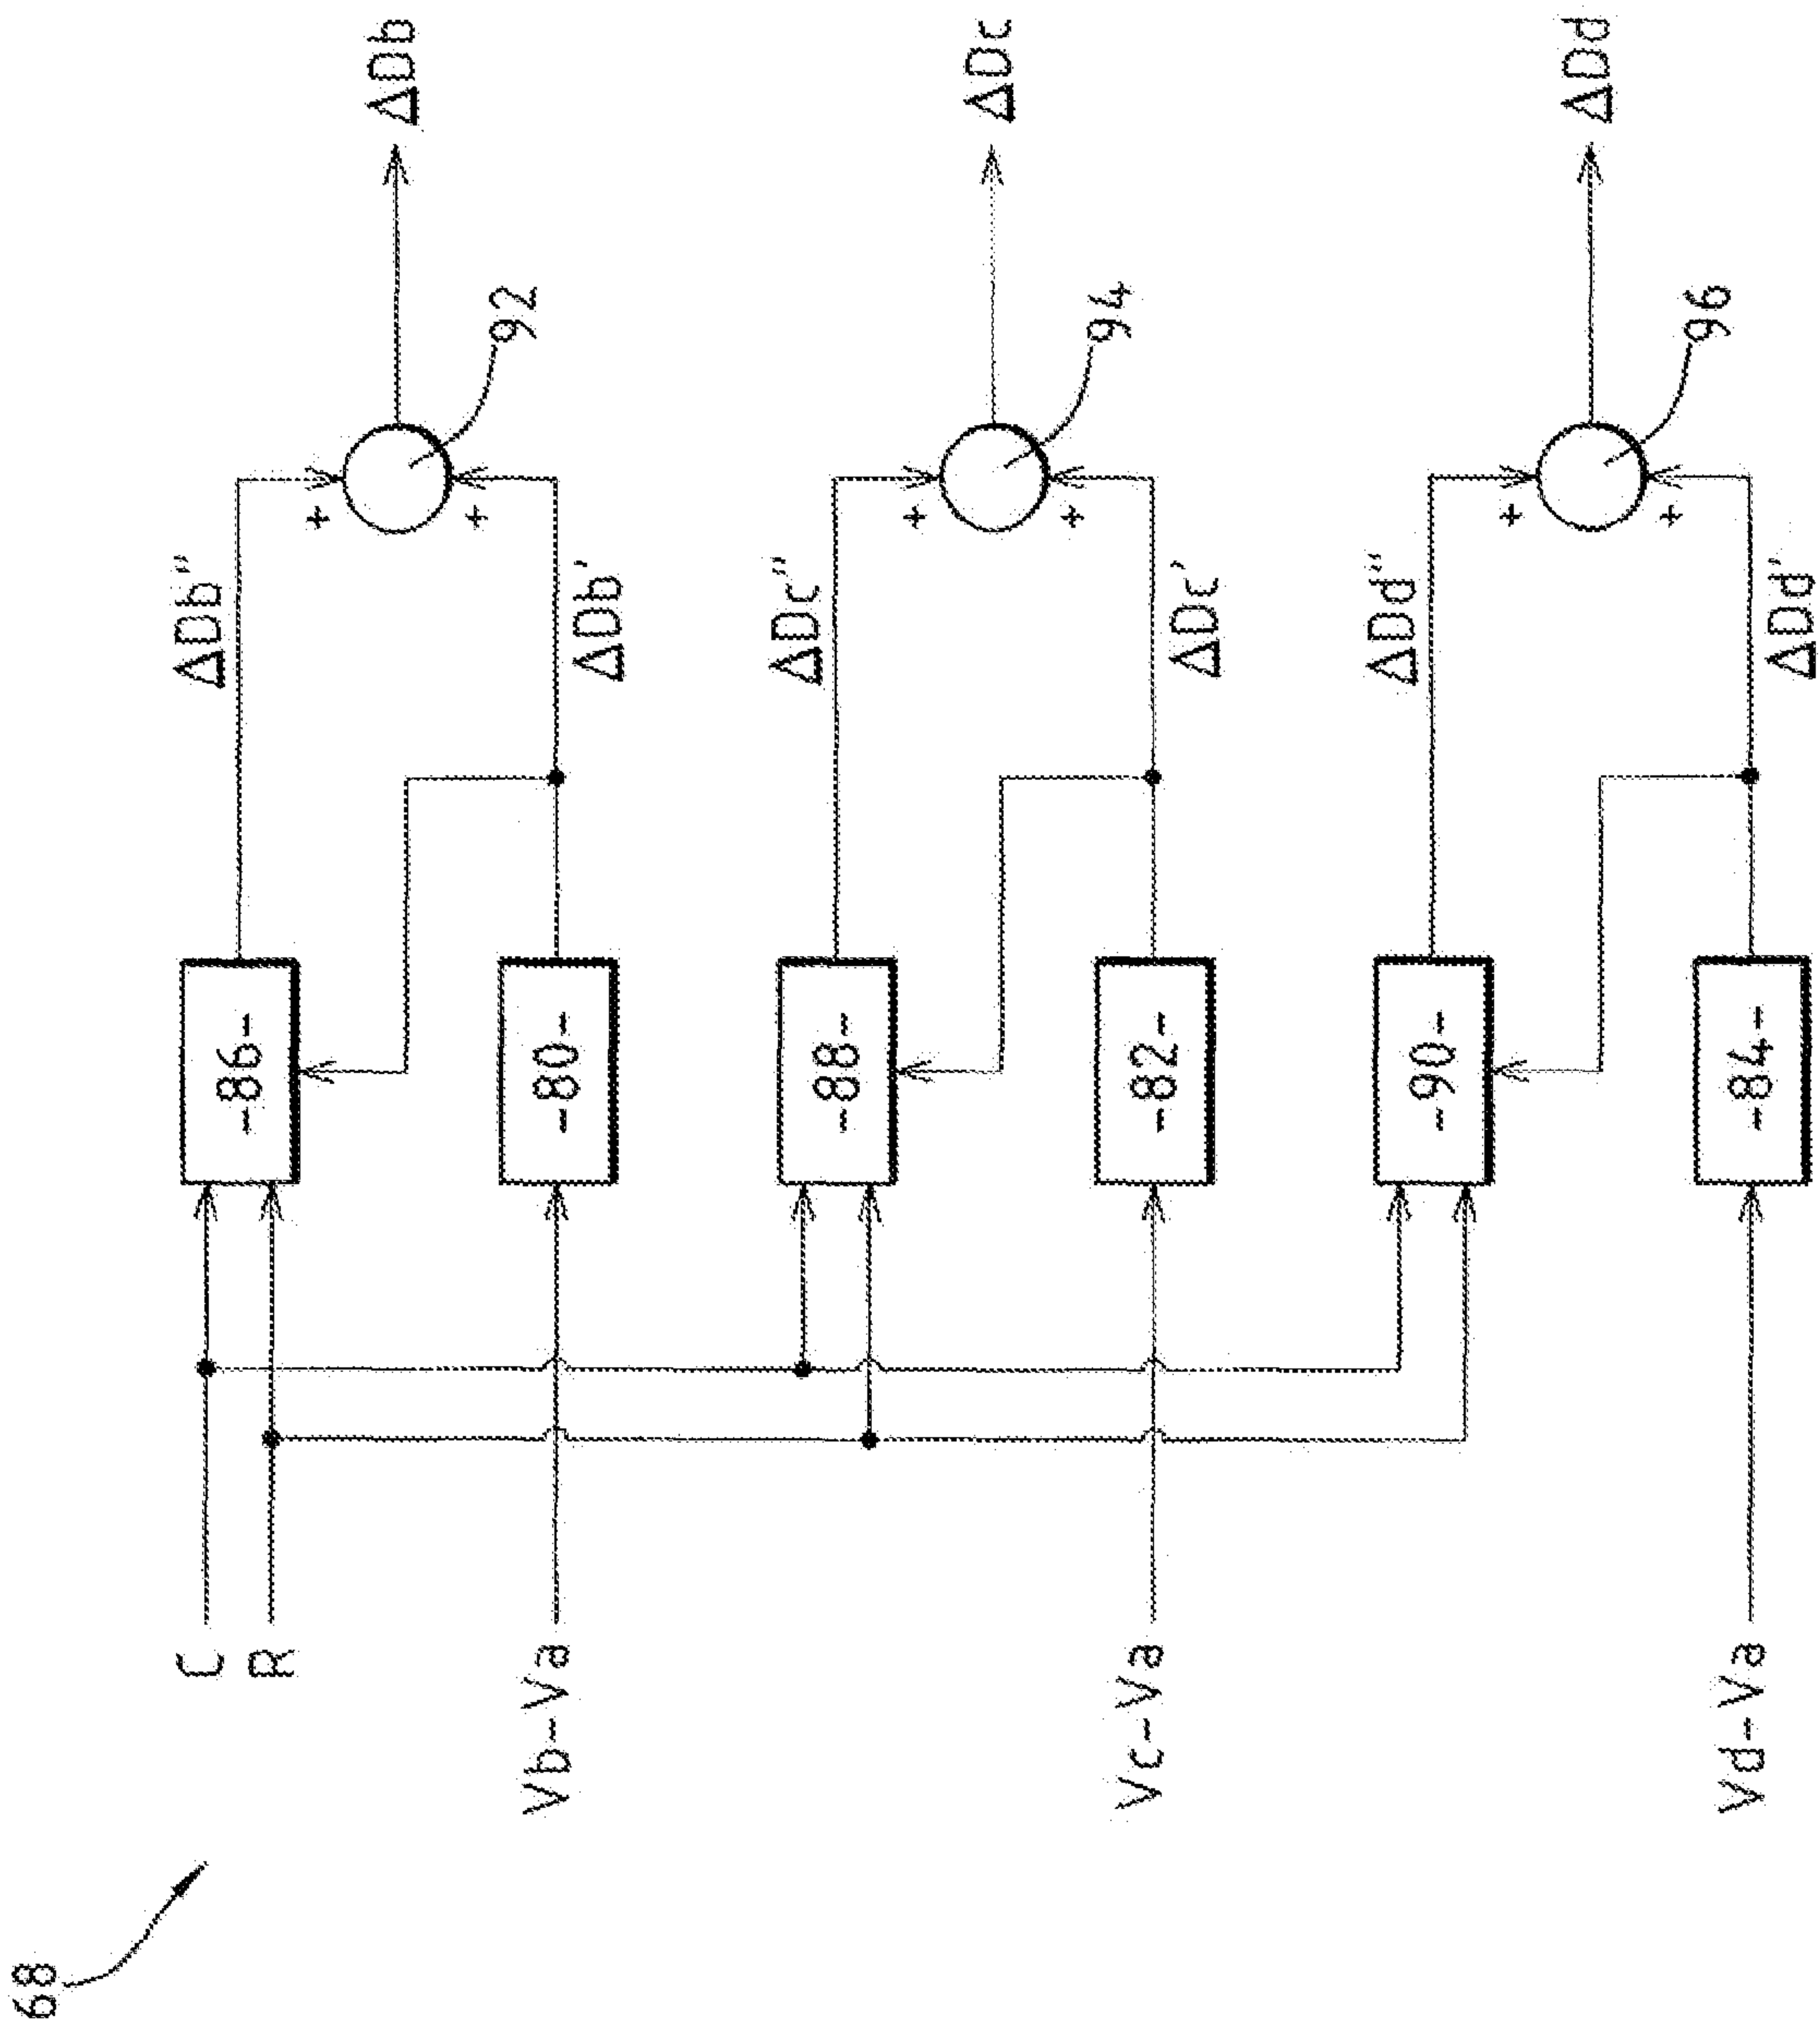 68
C
R
Vb-Va
Vc-Va
Vd-Va
-86-
-80-
-88-
-82-
-90-
-84-
ΔDb"
ΔDb'
ΔDc"
ΔDc'
ΔDd"
ΔDd'
+
+
+
+
+
+
92
94
96
ΔDb
ΔDc
ΔDd